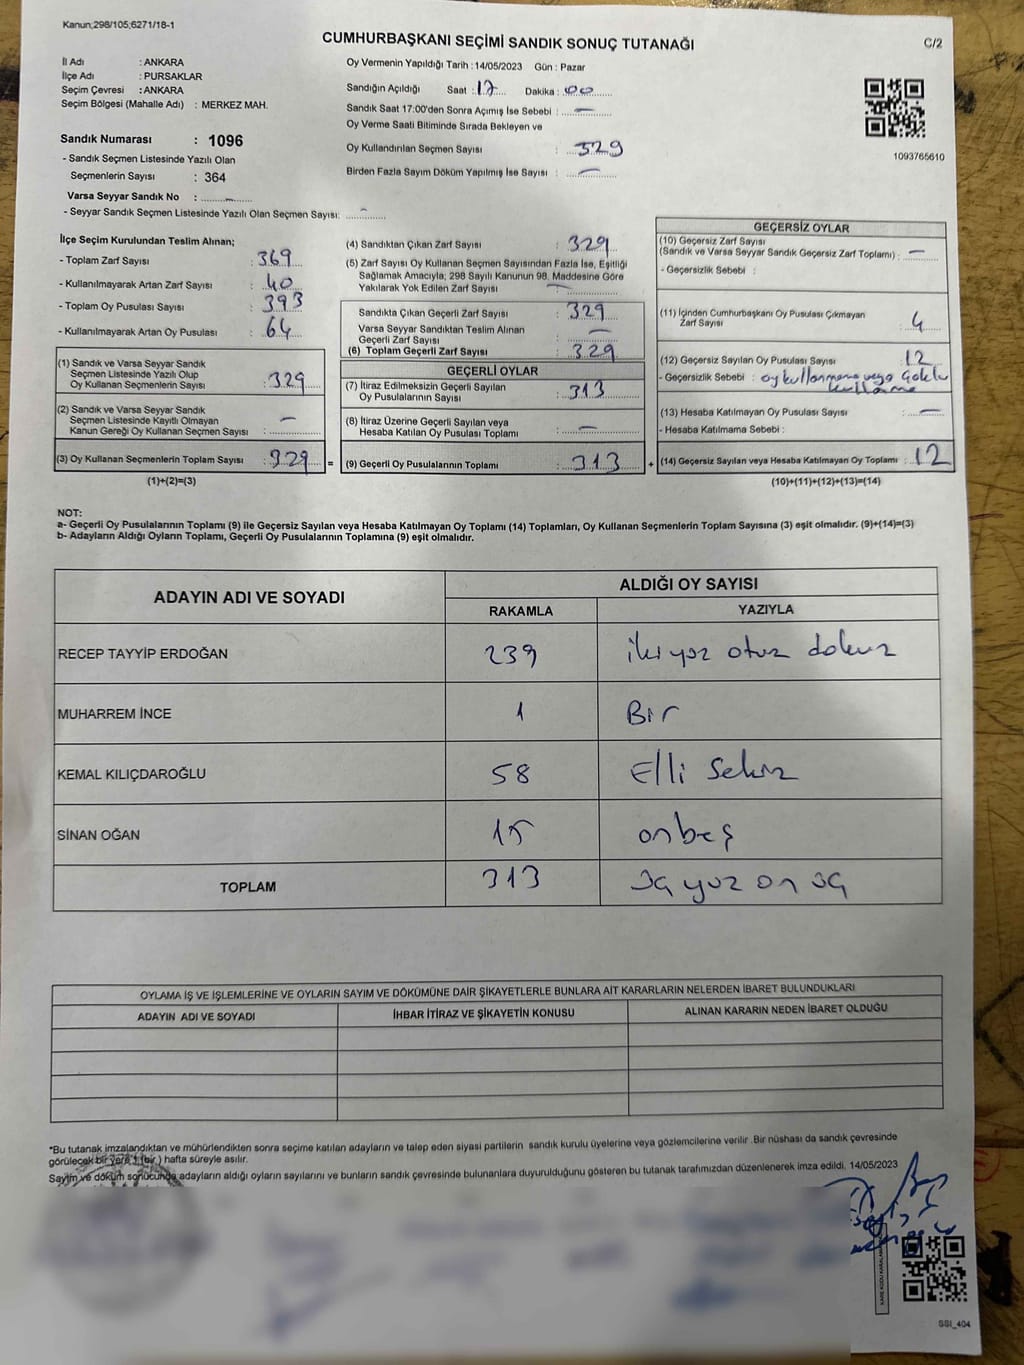 Kanun;298/105;6271/18-1
CUMHURBAŞKANI SEÇİMİ SANDIK SONUÇ TUTANAĞI
C/2
İl Adı : ANKARA
İlçe Adı : PURSAKLAR
Seçim Çevresi : ANKARA
Seçim Bölgesi (Mahalle Adı) : MERKEZ MAH.
Sandık Numarası : 1096
- Sandık Seçmen Listesinde Yazılı Olan
Seçmenlerin Sayısı : 364
Varsa Seyyar Sandık No :
- Seyyar Sandık Seçmen Listesinde Yazılı Olan Seçmen Sayısı:
Oy Vermenin Yapıldığı Tarih : 14/05/2023 Gün : Pazar
Sandığın Açıldığı Saat : 17 Dakika : 00
Sandık Saat 17:00'den Sonra Açımış İse Sebebi : —
Oy Verme Saati Bitiminde Sırada Bekleyen ve
Oy Kullandırılan Seçmen Sayısı : 329
Birden Fazla Sayım Döküm Yapılmış İse Sayısı : —
1093765610
İlçe Seçim Kurulundan Teslim Alınan;
- Toplam Zarf Sayısı : 369
- Kullanılmayarak Artan Zarf Sayısı : 40
- Toplam Oy Pusulası Sayısı : 393
- Kullanılmayarak Artan Oy Pusulası : 64
(1) Sandık ve Varsa Seyyar Sandık
Seçmen Listesinde Yazılı Olup
Oy Kullanan Seçmenlerin Sayısı : 329
(2) Sandık ve Varsa Seyyar Sandık
Seçmen Listesinde Kayıtlı Olmayan
Kanun Gereği Oy Kullanan Seçmen Sayısı : —
(3) Oy Kullanan Seçmenlerin Toplam Sayısı : 329 =
(1)+(2)=(3)
(4) Sandıktan Çıkan Zarf Sayısı : 329
(5) Zarf Sayısı Oy Kullanan Seçmen Sayısından Fazla İse, Eşitliği
Sağlamak Amacıyla; 298 Sayılı Kanunun 98. Maddesine Göre
Yakılarak Yok Edilen Zarf Sayısı : —
Sandıkta Çıkan Geçerli Zarf Sayısı : 329
Varsa Seyyar Sandıktan Teslim Alınan
Geçerli Zarf Sayısı : —
(6) Toplam Geçerli Zarf Sayısı : 329
GEÇERLİ OYLAR
(7) İtiraz Edilmeksizin Geçerli Sayılan
Oy Pusulalarının Sayısı : 313
(8) İtiraz Üzerine Geçerli Sayılan veya
Hesaba Katılan Oy Pusulası Toplamı : —
(9) Geçerli Oy Pusulalarının Toplamı : 313 +
GEÇERSİZ OYLAR
(10) Geçersiz Zarf Sayısı
(Sandık ve Varsa Seyyar Sandık Geçersiz Zarf Toplamı) : —
- Geçersizlik Sebebi :
(11) İçinden Cumhurbaşkanı Oy Pusulası Çıkmayan
Zarf Sayısı : 4
(12) Geçersiz Sayılan Oy Pusulası Sayısı : 12
- Geçersizlik Sebebi : oy kullanmama veya Çoklu
kullanma
(13) Hesaba Katılmayan Oy Pusulası Sayısı : —
- Hesaba Katılmama Sebebi :
(14) Geçersiz Sayılan veya Hesaba Katılmayan Oy Toplamı : 12
(10)+(11)+(12)+(13)=(14)
NOT:
a- Geçerli Oy Pusulalarının Toplamı (9) ile Geçersiz Sayılan veya Hesaba Katılmayan Oy Toplamı (14) Toplamları, Oy Kullanan Seçmenlerin Toplam Sayısına (3) eşit olmalıdır. (9)+(14)=(3)
b- Adayların Aldığı Oyların Toplamı, Geçerli Oy Pusulalarının Toplamına (9) eşit olmalıdır.
ADAYIN ADI VE SOYADI
ALDIĞI OY SAYISI
RAKAMLA YAZIYLA
RECEP TAYYİP ERDOĞAN 239 iki yüz otuz dokuz
MUHARREM İNCE 1 Bir
KEMAL KILIÇDAROĞLU 58 Elli Sekiz
SİNAN OĞAN 15 onbeş
TOPLAM 313 üç yüz on üç
OYLAMA İŞ VE İŞLEMLERİNE VE OYLARIN SAYIM VE DÖKÜMÜNE DAİR ŞİKAYETLERLE BUNLARA AİT KARARLARIN NELERDEN İBARET BULUNDUKLARI
ADAYIN ADI VE SOYADI İHBAR İTİRAZ VE ŞİKAYETİN KONUSU ALINAN KARARIN NEDEN İBARET OLDUĞU
*Bu tutanak imzalandıktan ve mühürlendikten sonra seçime katılan adayların ve talep eden siyasi partilerin sandık kurulu üyelerine veya gözlemcilerine verilir .Bir nüshası da sandık çevresinde
görülecek bir yere 1 (bir ) hafta süreyle asılır.
Sayım ve döküm sonucunda adayların aldığı oyların sayılarını ve bunların sandık çevresinde bulunanlara duyurulduğunu gösteren bu tutanak tarafımızdan düzenlenerek imza edildi. 14/05/2023
SSI_404